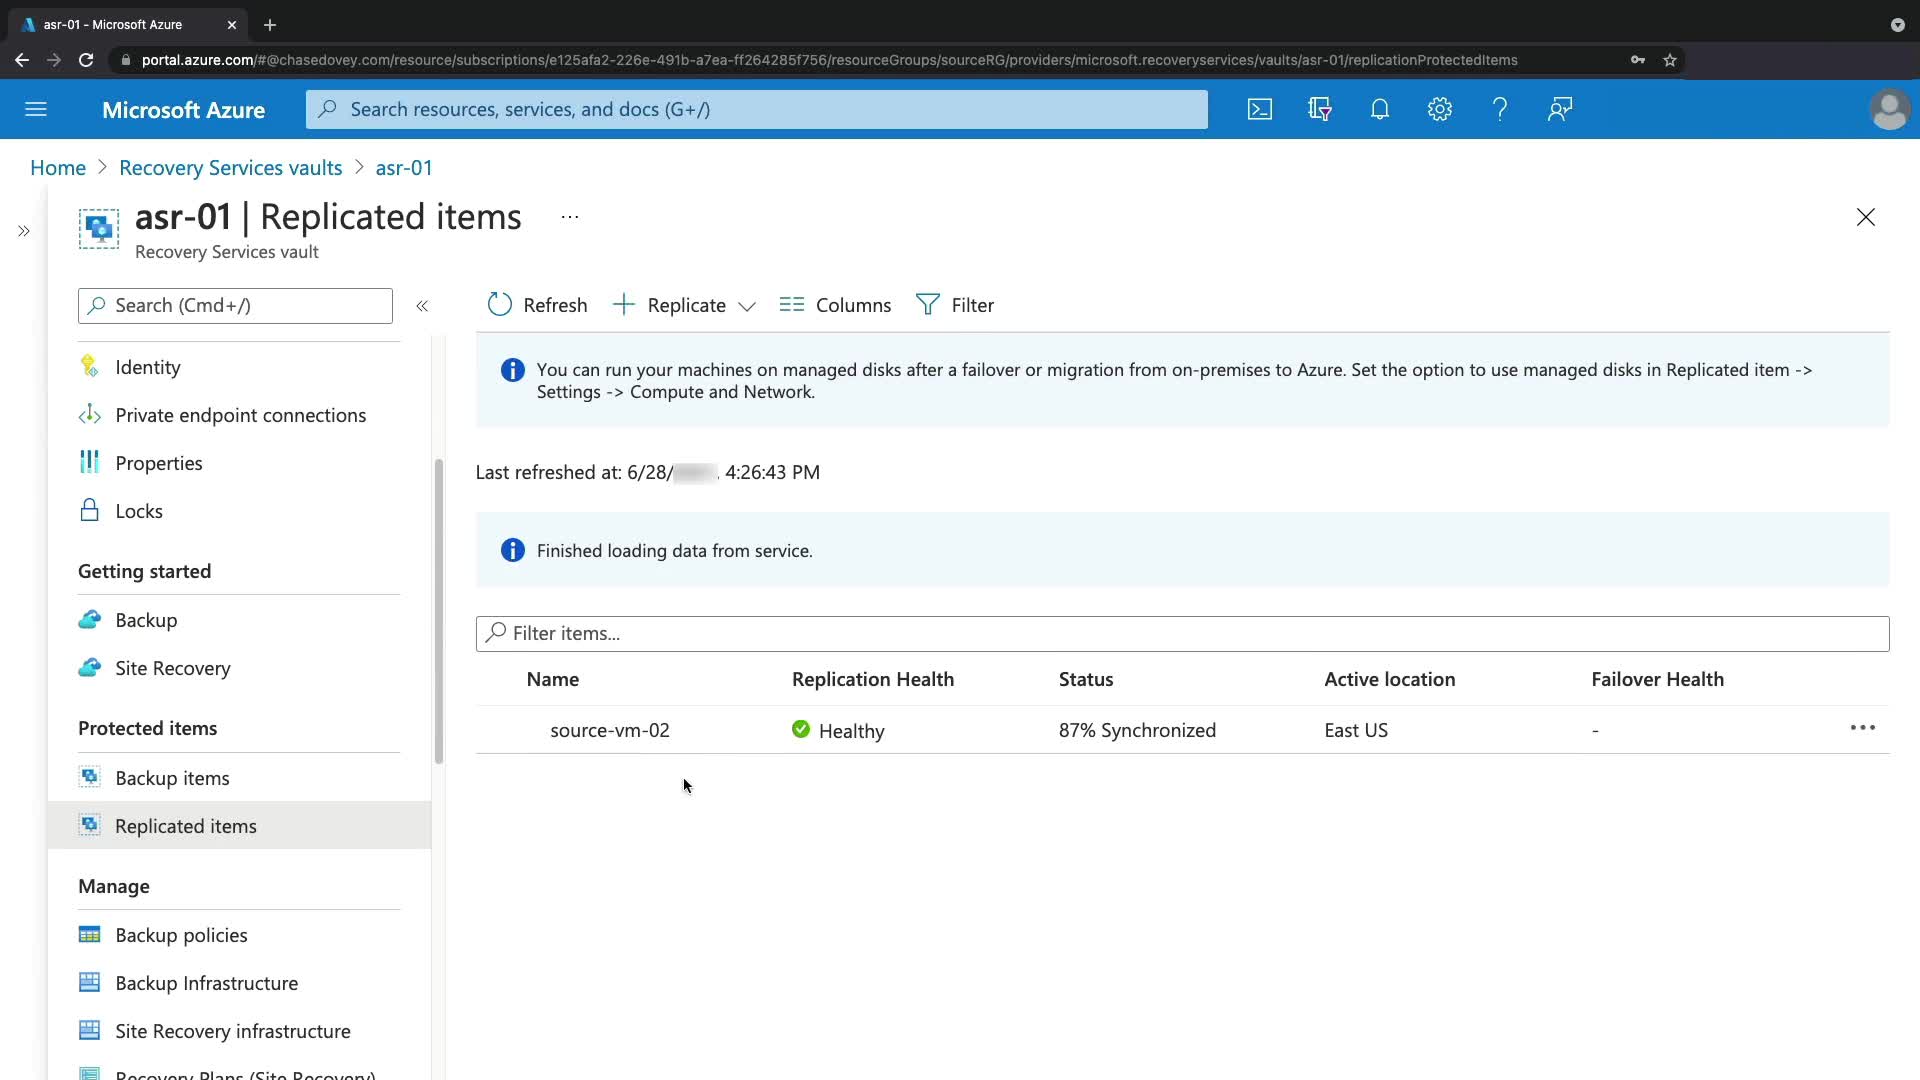 asr-01 - Microsoft Azure
portal.azure.com/#@chasedovey.com/resource/subscriptions/e125afa2-226e-491b-a7ea-ff264285f756/resourceGroups/sourceRG/providers/microsoft.recoveryservices/vaults/asr-01/replicationProtectedItems
Microsoft Azure
Search resources, services, and docs (G+/)
Home > Recovery Services vaults > asr-01
asr-01 | Replicated items ...
Recovery Services vault
Search (Cmd+/)
Identity
Private endpoint connections
Properties
Locks
Getting started
Backup
Site Recovery
Protected items
Backup items
Replicated items
Manage
Backup policies
Backup Infrastructure
Site Recovery infrastructure
Recovery Plans (Site Recovery)
Refresh Replicate Columns Filter
You can run your machines on managed disks after a failover or migration from on-premises to Azure. Set the option to use managed disks in Replicated item ->
Settings -> Compute and Network.
Last refreshed at: 6/28/ , 4:26:43 PM
Finished loading data from service.
Filter items...
Name Replication Health Status Active location Failover Health
source-vm-02 Healthy 87% Synchronized East US -